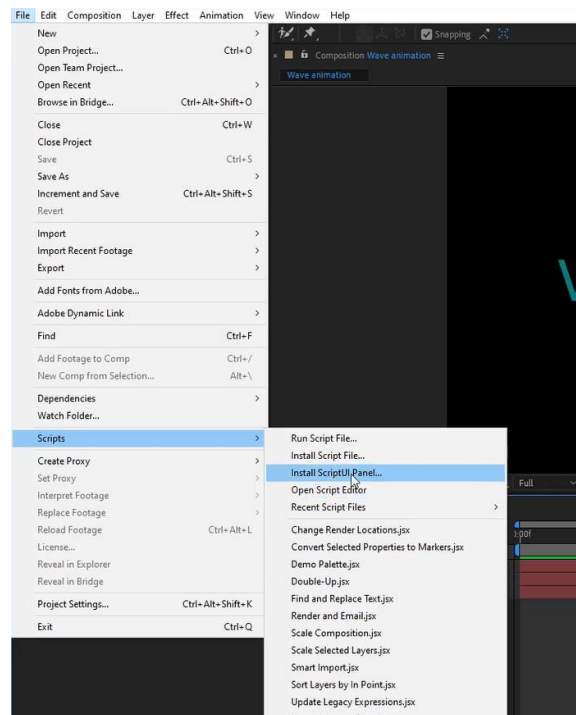 File Edit Composition Layer Effect Animation View Window Help
New >
Snapping
Open Project... Ctrl+O
Composition Wave animation
Open Team Project...
Wave animation
Open Recent >
Browse in Bridge... Ctrl+Alt+Shift+O
Close Ctrl+W
Close Project
Save Ctrl+S
Save As >
Increment and Save Ctrl+Alt+Shift+S
Revert
Import >
Import Recent Footage >
Export >
Add Fonts from Adobe...
Adobe Dynamic Link >
Find Ctrl+F
Add Footage to Comp Ctrl+/
New Comp from Selection... Alt+\
Dependencies >
Watch Folder...
Scripts >
Create Proxy >
Set Proxy >
Interpret Footage >
Replace Footage >
Reload Footage Ctrl+Alt+L
License...
Reveal in Explorer
Reveal in Bridge
Project Settings... Ctrl+Alt+Shift+K
Exit Ctrl+Q
Run Script File...
Install Script File...
Install ScriptUI Panel...
Full
Open Script Editor
Recent Script Files >
Change Render Locations.jsx
Convert Selected Properties to Markers.jsx
Demo Palette.jsx
Double-Up.jsx
Find and Replace Text.jsx
Render and Email.jsx
Scale Composition.jsx
Scale Selected Layers.jsx
Smart Import.jsx
Sort Layers by In Point.jsx
Update Legacy Expressions.jsx